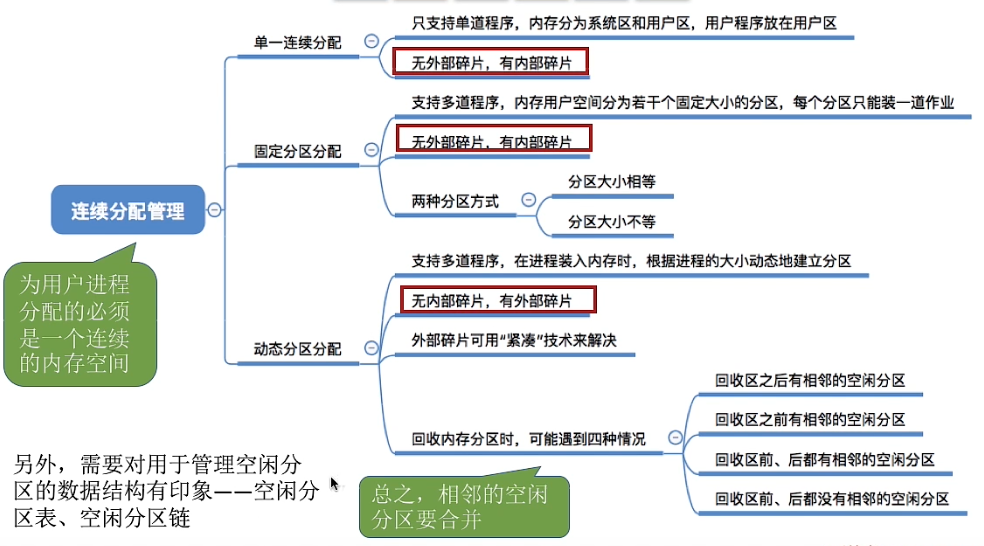 只支持单道程序，内存分为系统区和用户区，用户程序放在用户区
单一连续分配
无外部碎片，有内部碎片
支持多道程序，内存用户空间分为若干个固定大小的分区，每个分区只能装一道作业
无外部碎片，有内部碎片
固定分区分配
分区大小相等
两种分区方式
分区大小不等
连续分配管理
为用户进程
分配的必须
是一个连续
的内存空间
支持多道程序，在进程装入内存时，根据进程的大小动态地建立分区
无内部碎片，有外部碎片
动态分区分配
外部碎片可用“紧凑”技术来解决
回收区之后有相邻的空闲分区
回收区之前有相邻的空闲分区
回收内存分区时，可能遇到四种情况
回收区前、后都有相邻的空闲分区
回收区前、后都没有相邻的空闲分区
另外，需要对用于管理空闲分
区的数据结构有印象——空闲分
区表、空闲分区链
总之，相邻的空闲
分区要合并